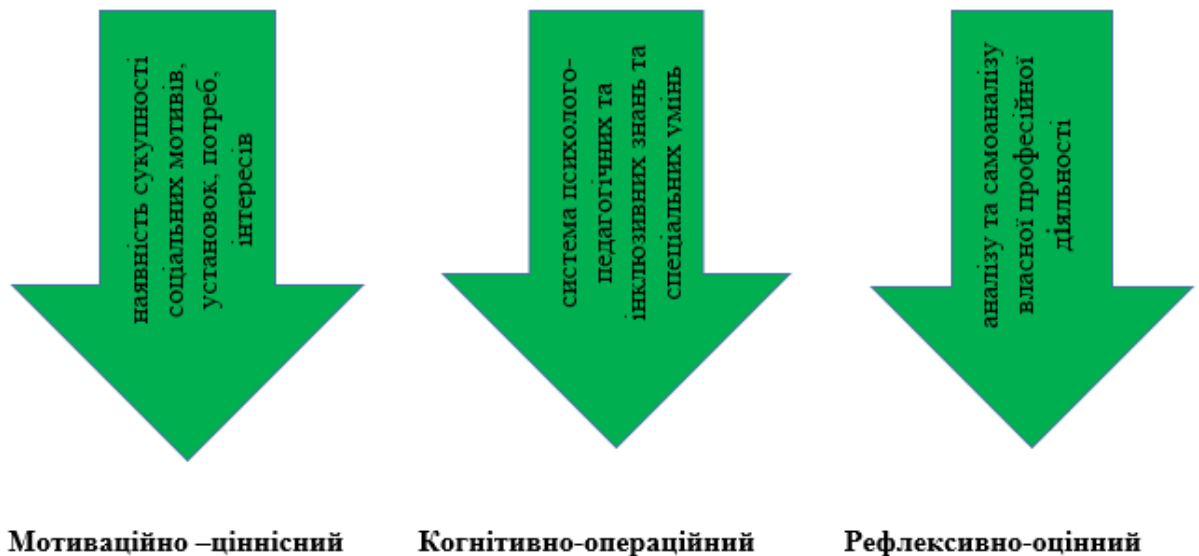 наявність сукупності
соціальних мотивів,
установок, потреб,
інтересів
система психолого-
педагогічних та
інклюзивних знань та
спеціальних умінь
аналізу та самоаналізу
власної професійної
діяльності
Мотиваційно –ціннісний
Когнітивно-операційний
Рефлексивно-оцінний